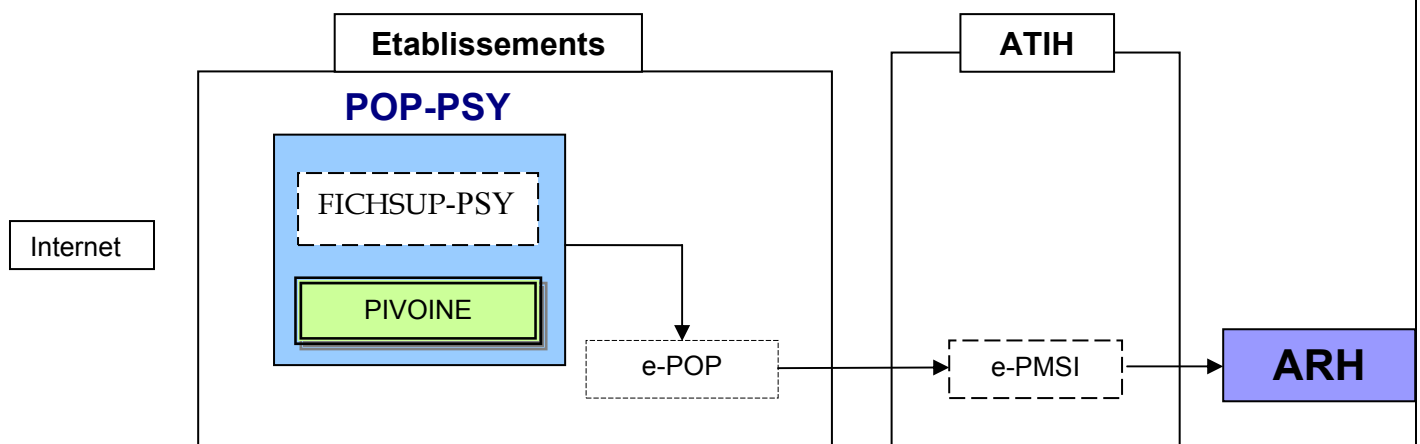 Etablissements
ATIH
POP-PSY
FICHSUP-PSY
Internet
PIVOINE
e-POP
e-PMSI
ARH